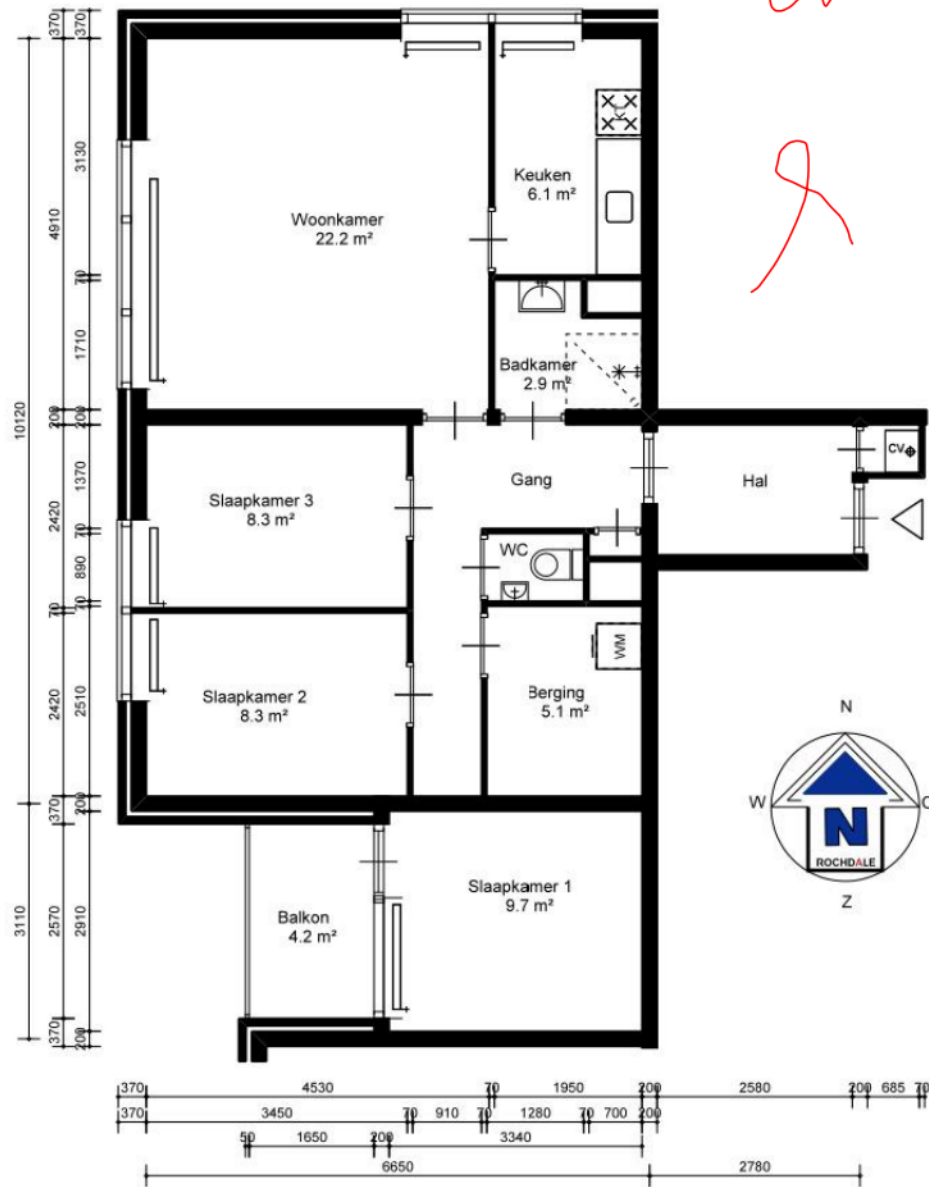 370
370
3130
4910
Keuken
6.1 m²
Woonkamer
22.2 m²
70
1710
Badkamer
2.9 m²
10120
200
200
1370
2420
Gang
Hal
CV
Slaapkamer 3
8.3 m²
70
WC
890
70
70
WM
Slaapkamer 2
8.3 m²
Berging
5.1 m²
2420
2510
N
W
N
O
ROCHDALE
Z
370
200
Slaapkamer 1
9.7 m²
Balkon
4.2 m²
3110
2570
2910
370
200
370 4530 70 1950 200 2580 200 685 70
370 3450 70 910 70 1280 70 700 200
50 1650 200 3340
6650 2780